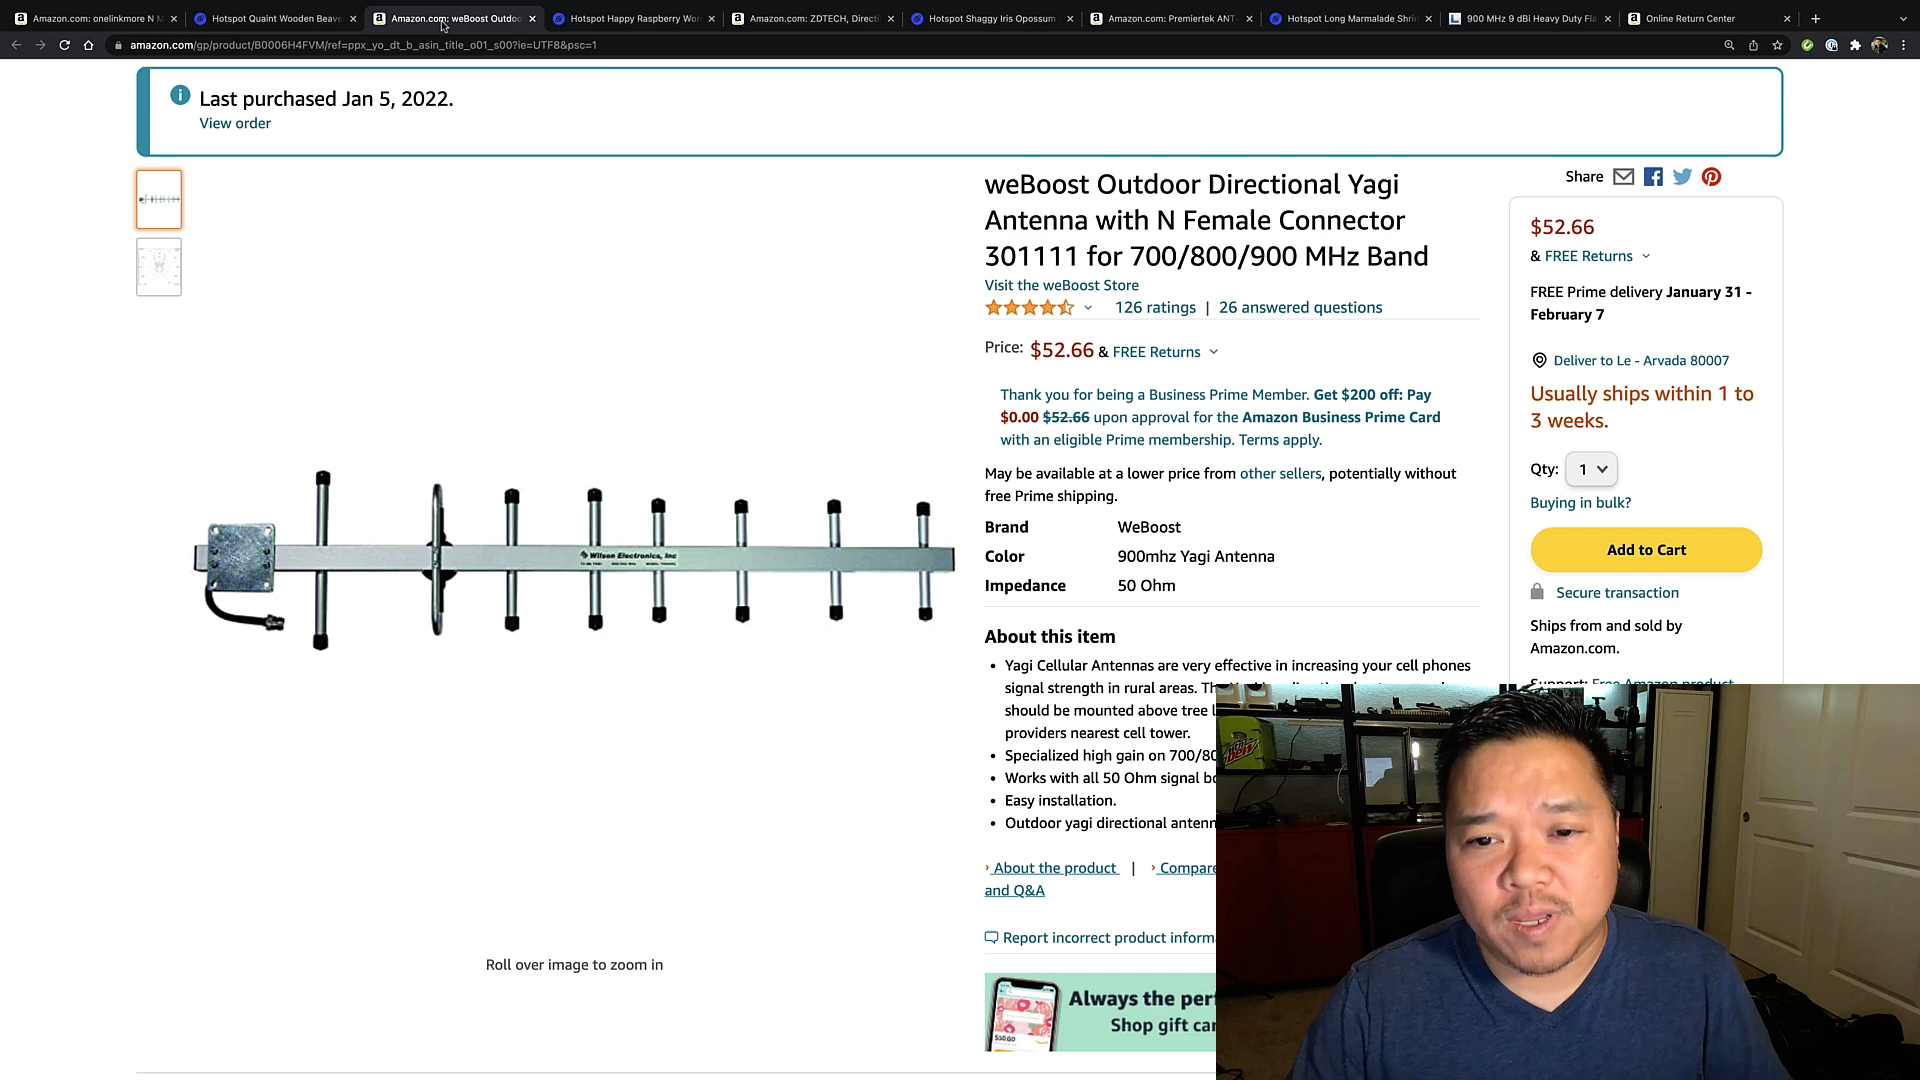 Amazon.com: onelinkmore N M
Hotspot Quaint Wooden Beave
Amazon.com: weBoost Outdoo
Hotspot Happy Raspberry Wor
Amazon.com: ZDTECH, Directi
Hotspot Shaggy Iris Opossum
Amazon.com: Premiertek ANT-
Hotspot Long Marmalade Shri
900 MHz 9 dBi Heavy Duty Fla
Online Return Center
amazon.com/gp/product/B0006H4FVM/ref=ppx_yo_dt_b_asin_title_o01_s00?ie=UTF8&psc=1
Last purchased Jan 5, 2022.
View order
weBoost Outdoor Directional Yagi
Antenna with N Female Connector
301111 for 700/800/900 MHz Band
Visit the weBoost Store
126 ratings | 26 answered questions
Price: $52.66 & FREE Returns
Thank you for being a Business Prime Member. Get $200 off: Pay
$0.00 $52.66 upon approval for the Amazon Business Prime Card
with an eligible Prime membership. Terms apply.
May be available at a lower price from other sellers, potentially without
free Prime shipping.
Brand WeBoost
Color 900mhz Yagi Antenna
Impedance 50 Ohm
About this item
• Yagi Cellular Antennas are very effective in increasing your cell phones
signal strength in rural areas.
should be mounted above tree
providers nearest cell tower.
• Specialized high gain on 700/80
• Works with all 50 Ohm signal bo
• Easy installation.
• Outdoor yagi directional antenn
› About the product | › Compare
and Q&A
Report incorrect product inform
Always the per
Shop gift car
$50.00
Wilson Electronics, Inc
Roll over image to zoom in
Share
$52.66
& FREE Returns
FREE Prime delivery January 31 -
February 7
Deliver to Le - Arvada 80007
Usually ships within 1 to
3 weeks.
Qty: 1
Buying in bulk?
Add to Cart
Secure transaction
Ships from and sold by
Amazon.com.
Support: Free Amazon product